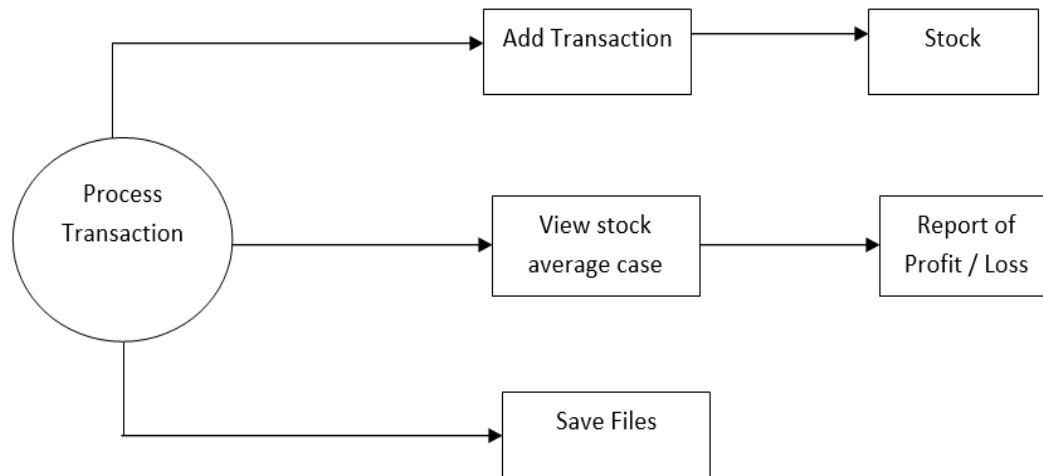 Add Transaction
Stock
Process
Transaction
View stock
average case
Report of
Profit / Loss
Save Files